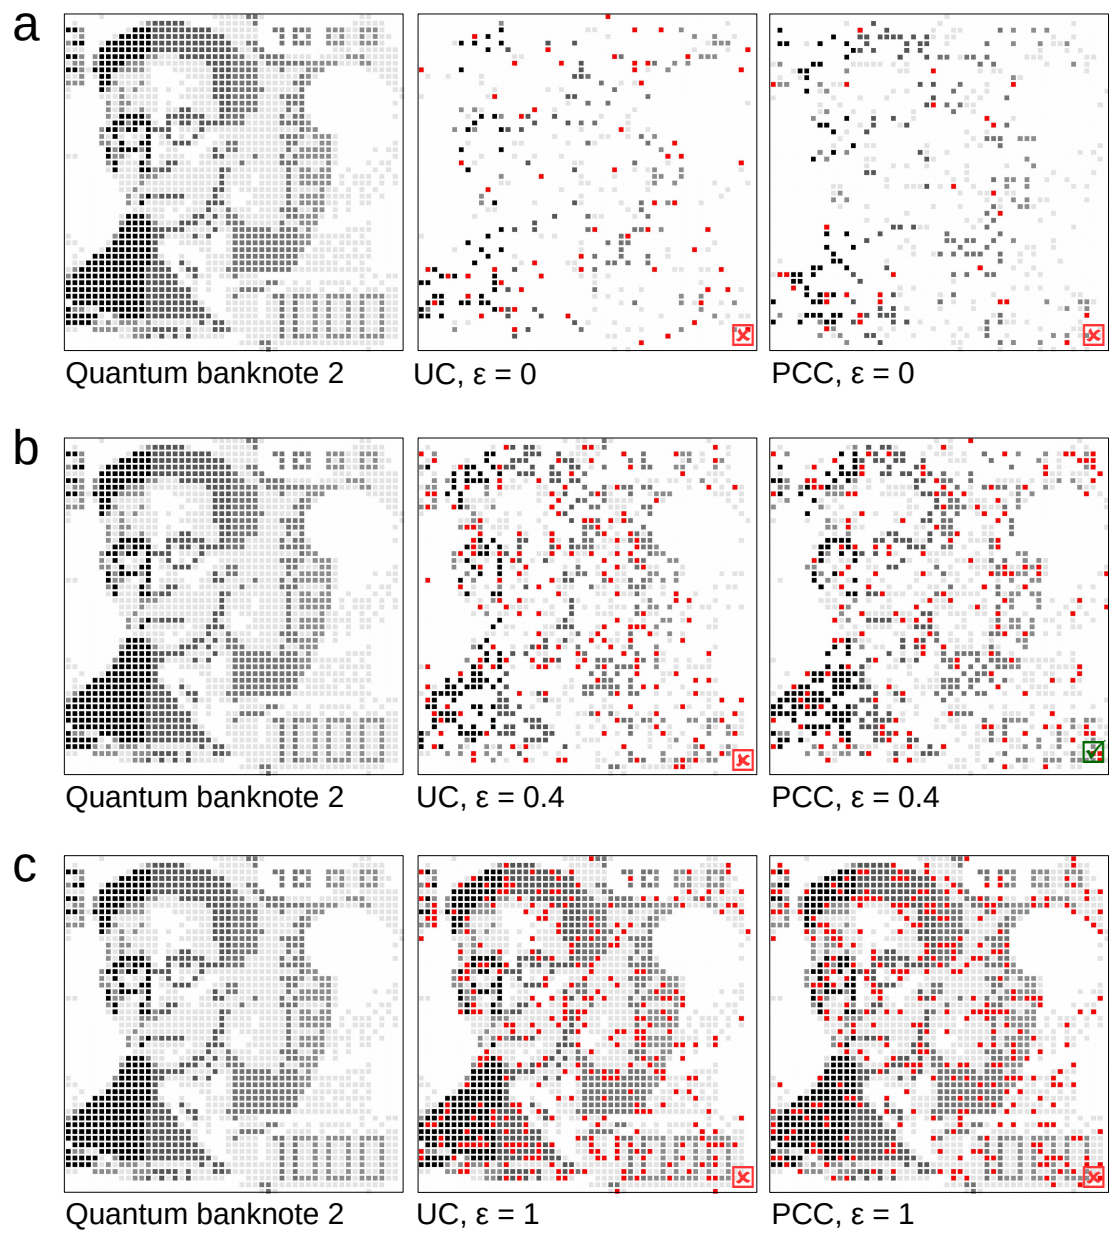 a
Quantum banknote 2
UC, ε = 0
PCC, ε = 0
b
Quantum banknote 2
UC, ε = 0.4
PCC, ε = 0.4
c
Quantum banknote 2
UC, ε = 1
PCC, ε = 1